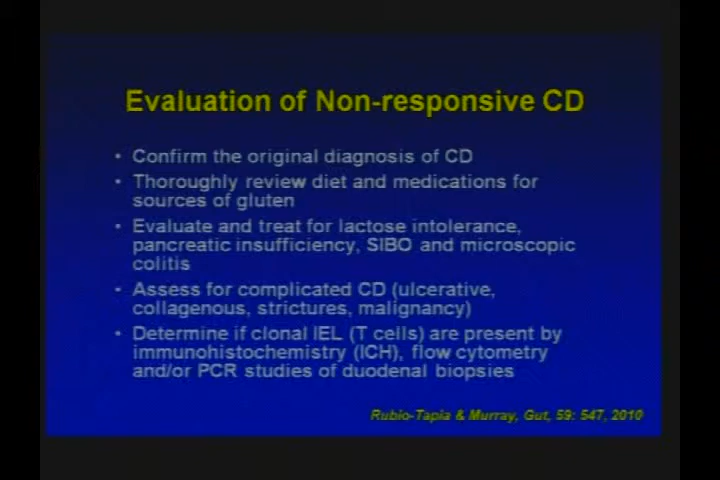 Evaluation of Non-responsive CD
• Confirm the original diagnosis of CD
• Thoroughly review diet and medications for
sources of gluten
• Evaluate and treat for lactose intolerance,
pancreatic insufficiency, SIBO and microscopic
colitis
• Assess for complicated CD (ulcerative,
collagenous, strictures, malignancy)
• Determine if clonal IEL (T cells) are present by
immunohistochemistry (ICH), flow cytometry
and/or PCR studies of duodenal biopsies
Rubio-Tapia & Murray, Gut, 59: 547, 2010